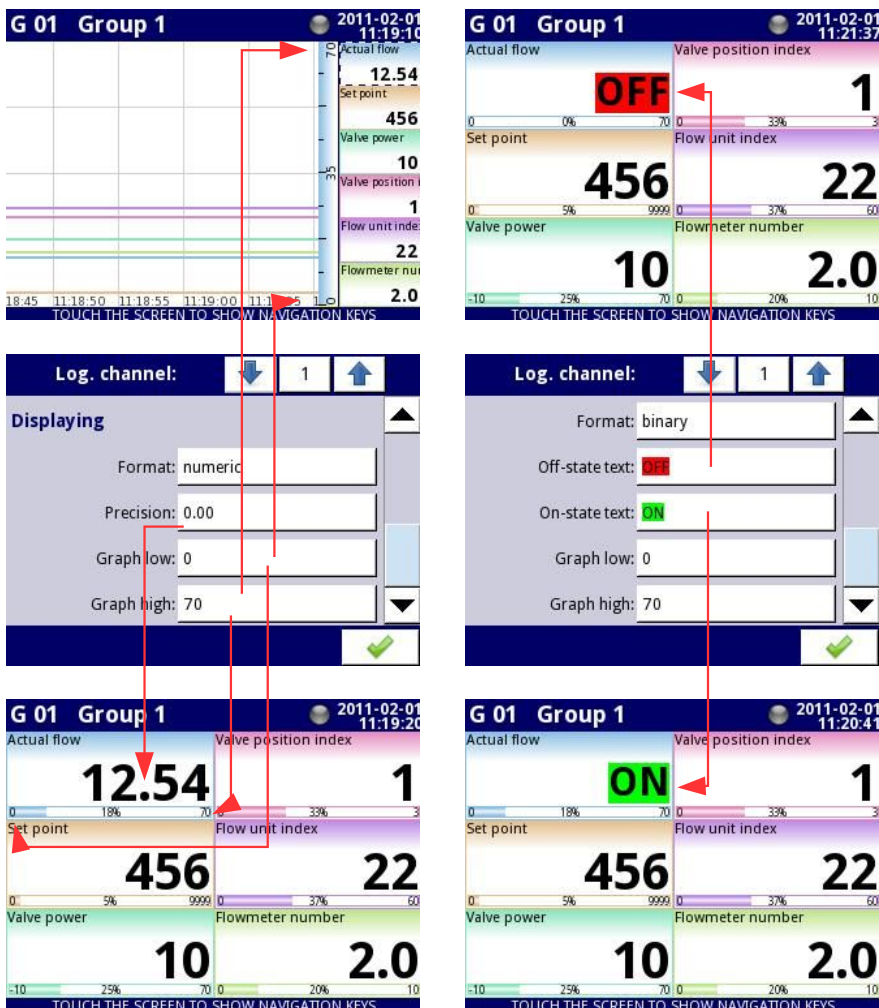 G 01 Group 1
2011-02-01
11:19:10
70
35
0
Actual flow
12.54
Set point
456
Valve power
10
Valve position i
1
Flow unit inde
22
Flowmeter nu
2.0
18:45 11:18:50 11:18:55 11:19:00
TOUCH THE SCREEN TO SHOW NAVIGATION KEYS
G 01 Group 1
2011-02-01
11:21:37
Actual flow
OFF
0 0% 70
Valve position index
1
0 33% 3
Set point
456
0 5% 9999
Flow unit index
22
0 37% 60
Valve power
10
-10 25% 70
Flowmeter number
2.0
0 20% 10
TOUCH THE SCREEN TO SHOW NAVIGATION KEYS
Log. channel: 1
Displaying
Format: numeric
Precision: 0.00
Graph low: 0
Graph high: 70
Log. channel: 1
Format: binary
Off-state text: OFF
On-state text: ON
Graph low: 0
Graph high: 70
G 01 Group 1
2011-02-01
11:19:20
Actual flow
12.54
0 18% 70
Valve position index
1
0 33% 3
Set point
456
0 5% 9999
Flow unit index
22
0 37% 60
Valve power
10
-10 25% 70
Flowmeter number
2.0
0 20% 10
TOUCH THE SCREEN TO SHOW NAVIGATION KEYS
G 01 Group 1
2011-02-01
11:20:41
Actual flow
ON
0 18% 70
Valve position index
1
0 33% 3
Set point
456
0 5% 9999
Flow unit index
22
0 37% 60
Valve power
10
-10 25% 70
Flowmeter number
2.0
0 20% 10
TOUCH THE SCREEN TO SHOW NAVIGATION KEYS